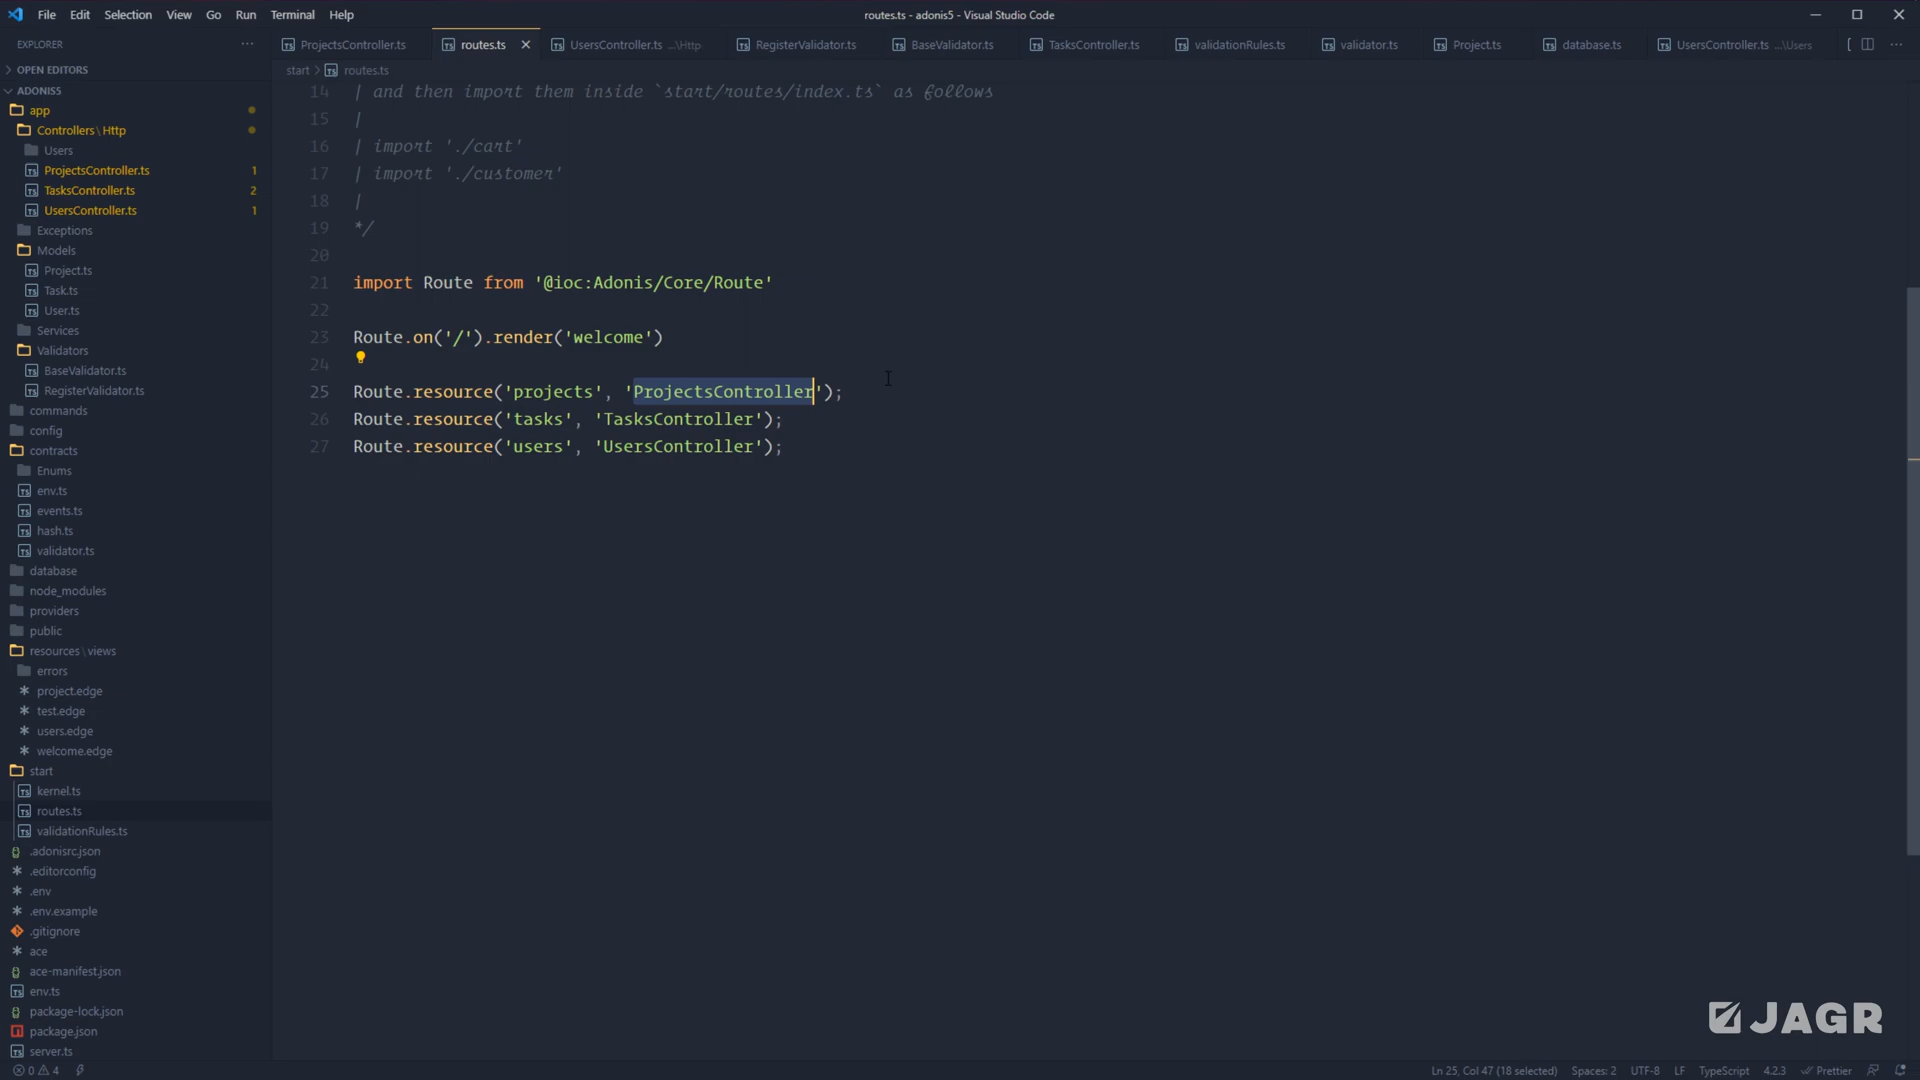 File Edit Selection View Go Run Terminal Help
routes.ts - adonis5 - Visual Studio Code
EXPLORER
OPEN EDITORS
ADONIS5
app
Controllers \ Http
Users
ProjectsController.ts 1
TasksController.ts 2
UsersController.ts 1
Exceptions
Models
Project.ts
Task.ts
User.ts
Services
Validators
BaseValidator.ts
RegisterValidator.ts
commands
config
contracts
Enums
env.ts
events.ts
hash.ts
validator.ts
database
node_modules
providers
public
resources \ views
errors
project.edge
test.edge
users.edge
welcome.edge
start
kernel.ts
routes.ts
validationRules.ts
.adonisrc.json
.editorconfig
.env
.env.example
.gitignore
ace
ace-manifest.json
env.ts
package-lock.json
package.json
server.ts
ProjectsController.ts routes.ts UsersController.ts ...\Http RegisterValidator.ts BaseValidator.ts TasksController.ts validationRules.ts validator.ts Project.ts database.ts UsersController.ts ...\Users
start > routes.ts
14 | and then import them inside `start/routes/index.ts` as follows
15 |
16 | import './cart'
17 | import './customer'
18 |
19 */
20
21 import Route from '@ioc:Adonis/Core/Route'
22
23 Route.on('/').render('welcome')
24
25 Route.resource('projects', 'ProjectsController');
26 Route.resource('tasks', 'TasksController');
27 Route.resource('users', 'UsersController');
JAGR
0 4
Ln 25, Col 47 (18 selected) Spaces: 2 UTF-8 LF TypeScript 4.2.3 Prettier